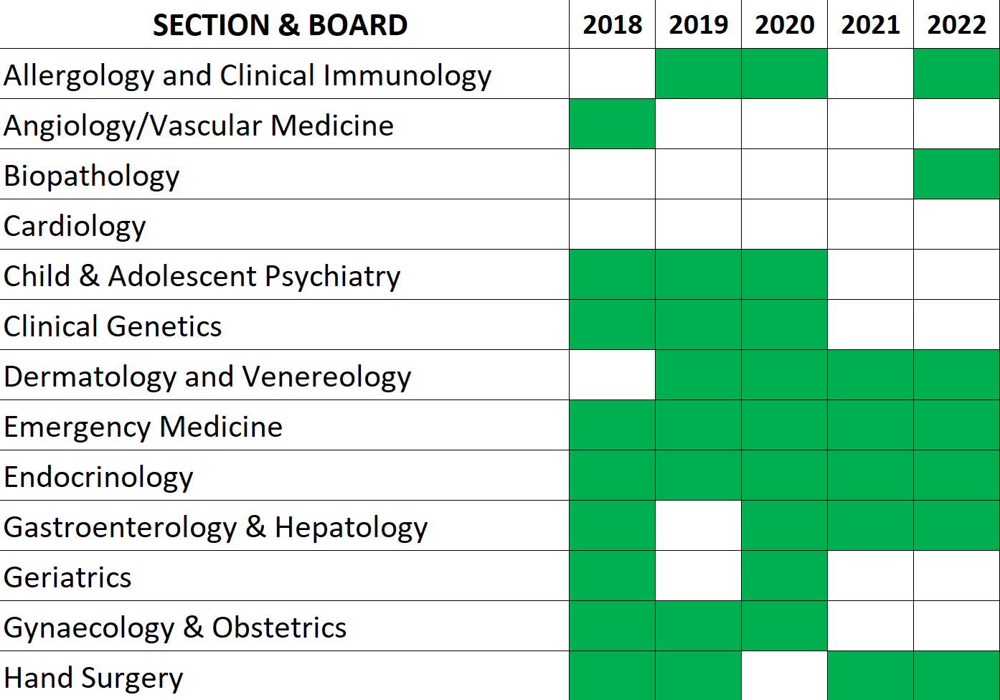 SECTION & BOARD 2018 2019 2020 2021 2022
Allergology and Clinical Immunology
Angiology/Vascular Medicine
Biopathology
Cardiology
Child & Adolescent Psychiatry
Clinical Genetics
Dermatology and Venereology
Emergency Medicine
Endocrinology
Gastroenterology & Hepatology
Geriatrics
Gynaecology & Obstetrics
Hand Surgery